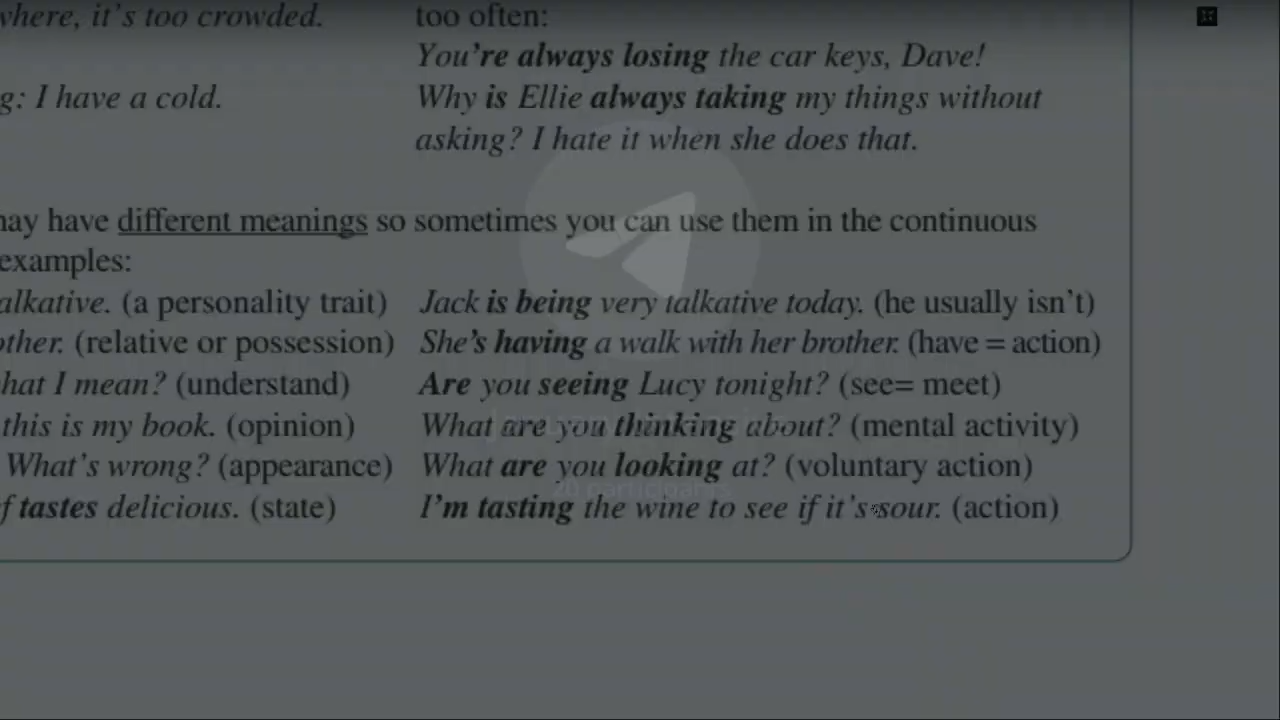 where, it's too crowded.
too often:
You're always losing the car keys, Dave!
g: I have a cold.
Why is Ellie always taking my things without
asking? I hate it when she does that.
may have different meanings so sometimes you can use them in the continuous
examples:
alkative. (a personality trait)
Jack is being very talkative today. (he usually isn't)
other. (relative or possession)
She's having a walk with her brother. (have = action)
hat I mean? (understand)
Are you seeing Lucy tonight? (see= meet)
this is my book. (opinion)
What are you thinking about? (mental activity)
What's wrong? (appearance)
What are you looking at? (voluntary action)
f tastes delicious. (state)
I'm tasting the wine to see if it's sour. (action)
20 participants